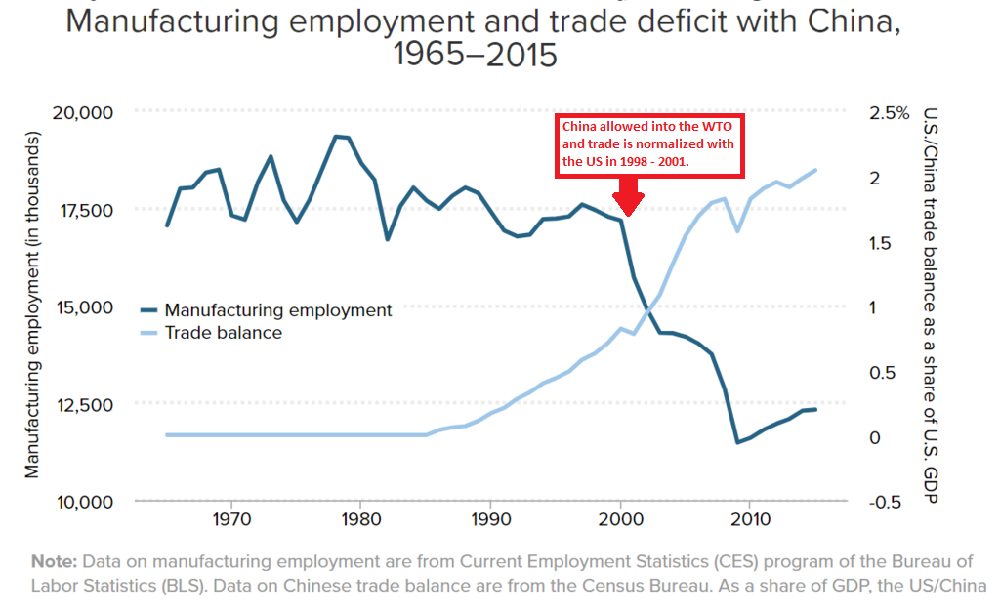 Manufacturing employment and trade deficit with China,
1965–2015
20,000
17,500
15,000
12,500
10,000
Manufacturing employment (in thousands)
China allowed into the WTO
and trade is normalized with
the US in 1998 - 2001.
2.5%
2
1.5
1
0.5
0
-0.5
U.S./China trade balance as a share of U.S. GDP
Manufacturing employment
Trade balance
1970
1980
1990
2000
2010
Note: Data on manufacturing employment are from Current Employment Statistics (CES) program of the Bureau of
Labor Statistics (BLS). Data on Chinese trade balance are from the Census Bureau. As a share of GDP, the US/China